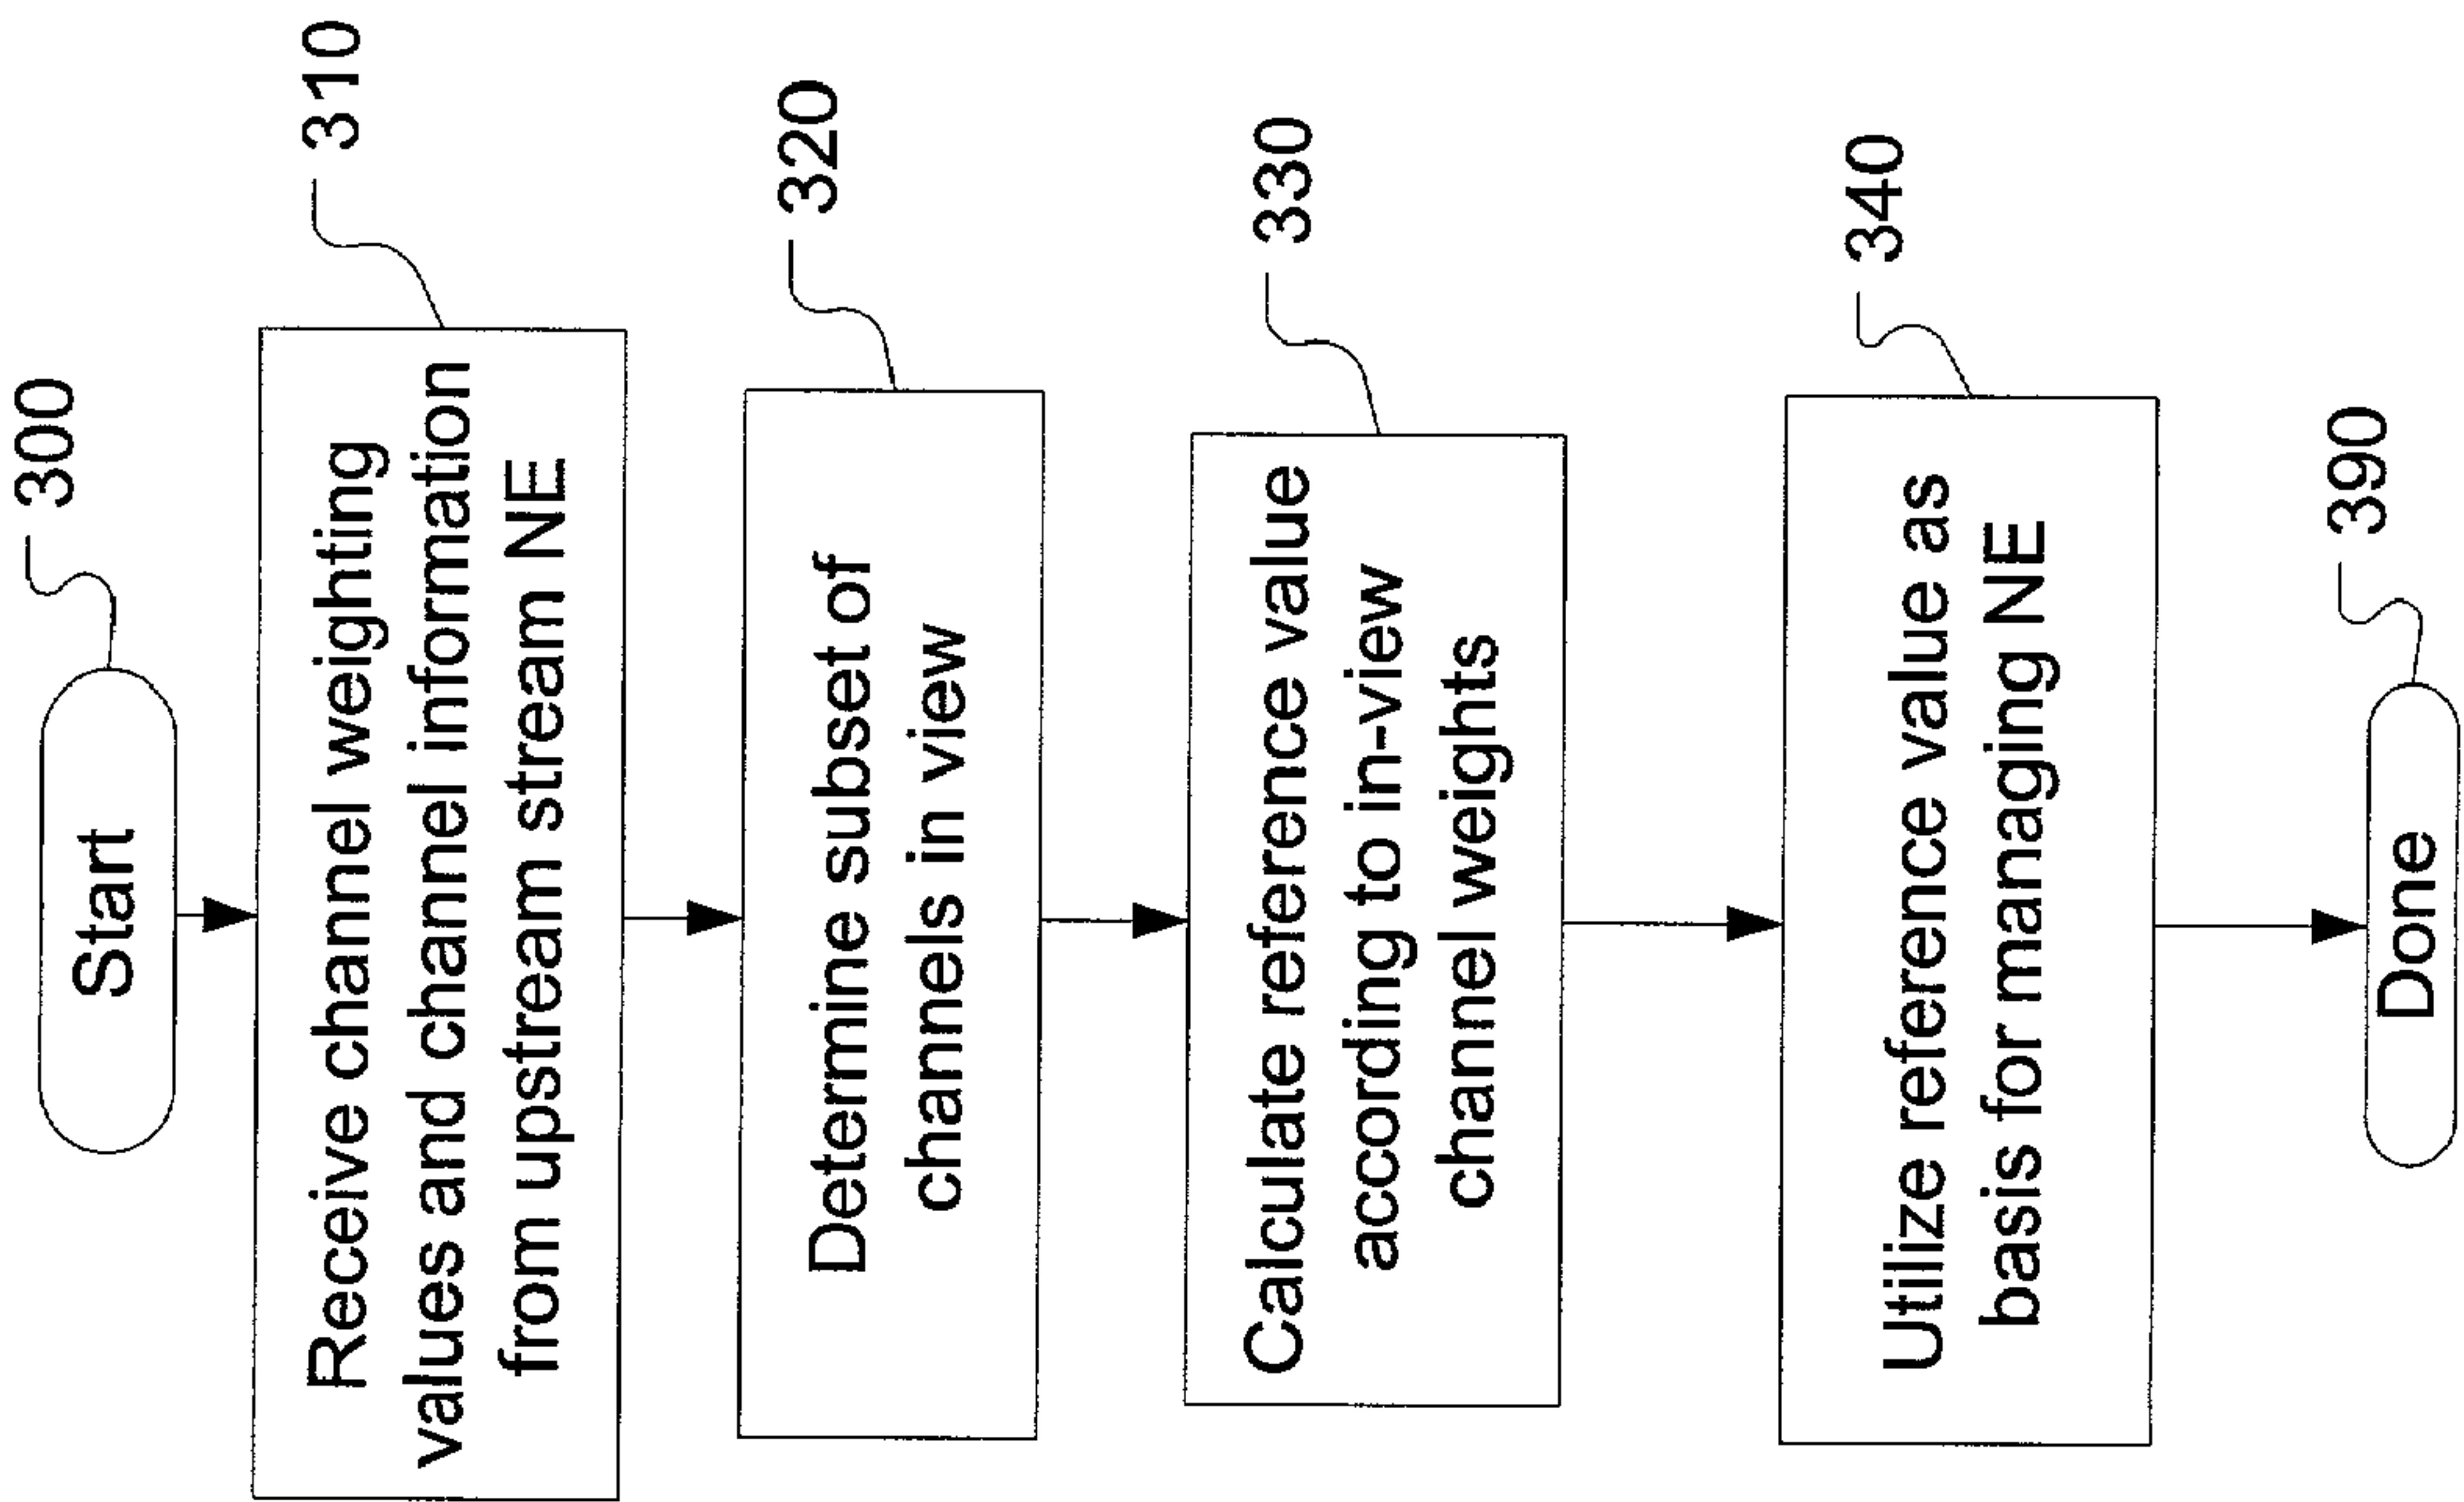 Start
300
Receive channel weighting
values and channel information
from upstream stream NE
310
Determine subset of
channels in view
320
Calculate reference value
according to in-view
channel weights
330
Utilize reference value as
basis for managing NE
340
Done
390